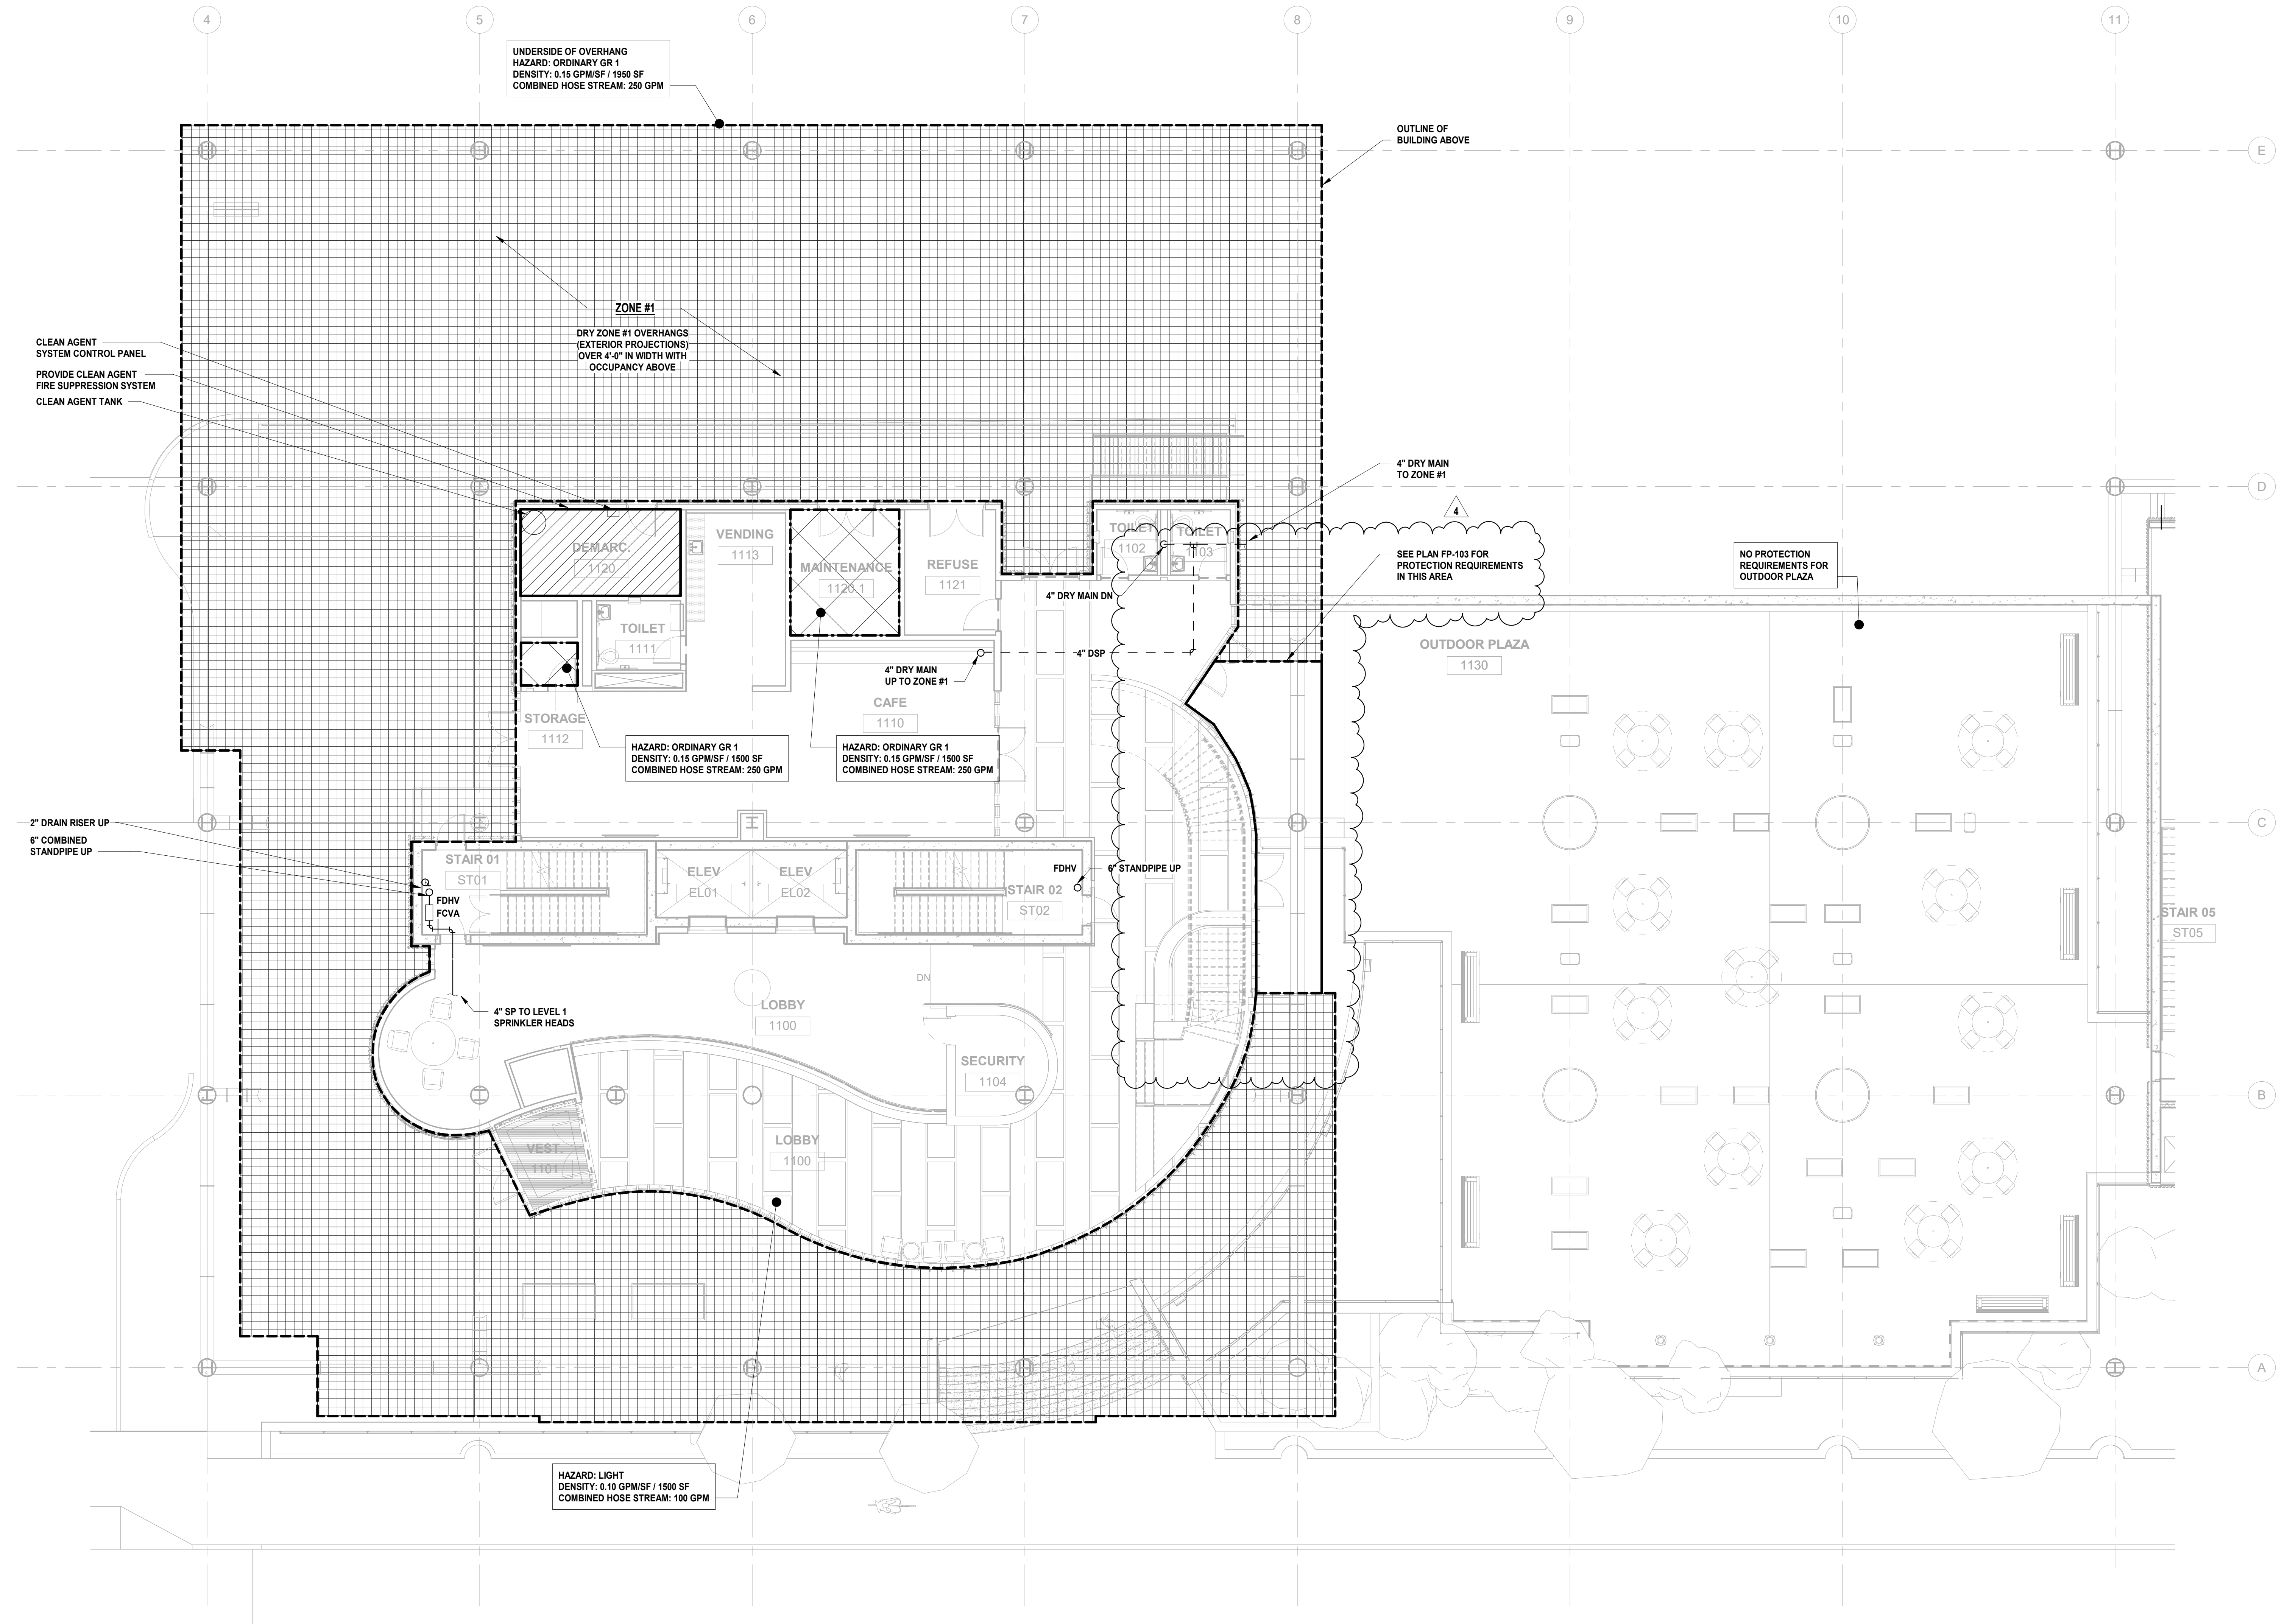 4
5
6
7
8
9
10
11
UNDERSIDE OF OVERHANG
HAZARD: ORDINARY GR 1
DENSITY: 0.15 GPM/SF / 1950 SF
COMBINED HOSE STREAM: 250 GPM
OUTLINE OF
BUILDING ABOVE
E
ZONE #1
DRY ZONE #1 OVERHANGS
(EXTERIOR PROJECTIONS)
OVER 4'-0" IN WIDTH WITH
OCCUPANCY ABOVE
CLEAN AGENT
SYSTEM CONTROL PANEL
PROVIDE CLEAN AGENT
FIRE SUPPRESSION SYSTEM
CLEAN AGENT TANK
4" DRY MAIN
TO ZONE #1
D
4
DEMARC.
1120
VENDING
1113
MAINTENANCE
1120.1
REFUSE
1121
TOILET
1102
TOILET
1103
SEE PLAN FP-103 FOR
PROTECTION REQUIREMENTS
IN THIS AREA
NO PROTECTION
REQUIREMENTS FOR
OUTDOOR PLAZA
4" DRY MAIN DN
TOILET
1111
4" DSP
4" DRY MAIN
UP TO ZONE #1
OUTDOOR PLAZA
1130
CAFE
1110
STORAGE
1112
HAZARD: ORDINARY GR 1
DENSITY: 0.15 GPM/SF / 1500 SF
COMBINED HOSE STREAM: 250 GPM
HAZARD: ORDINARY GR 1
DENSITY: 0.15 GPM/SF / 1500 SF
COMBINED HOSE STREAM: 250 GPM
2" DRAIN RISER UP
6" COMBINED
STANDPIPE UP
C
STAIR 01
ST01
ELEV
EL01
ELEV
EL02
FDHV
6" STANDPIPE UP
STAIR 02
ST02
FDHV
FCVA
STAIR 05
ST05
DN
LOBBY
1100
4" SP TO LEVEL 1
SPRINKLER HEADS
SECURITY
1104
B
VEST.
1101
LOBBY
1100
A
HAZARD: LIGHT
DENSITY: 0.10 GPM/SF / 1500 SF
COMBINED HOSE STREAM: 100 GPM